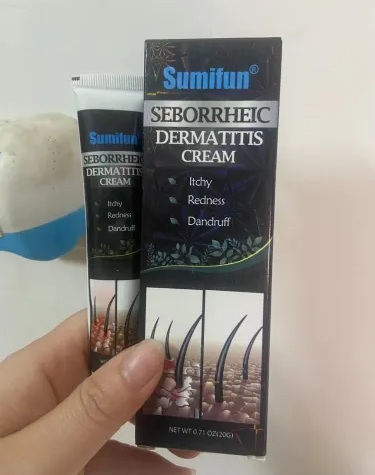 Sumifun®
SEBORRHEIC
DERMATITIS
CREAM
Itchy
Redness
Dandruff
Sumifun®
SEBORRHEIC
DERMATITIS
CREAM
Itchy
Redness
Dandruff
NET WT 0.71 OZ(20G)